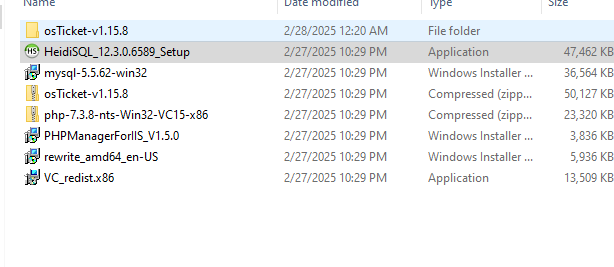 Name Date modified Type Size
osTicket-v1.15.8 2/28/2025 12:20 AM File folder
HeidiSQL_12.3.0.6589_Setup 2/27/2025 10:29 PM Application 47,462 KB
mysql-5.5.62-win32 2/27/2025 10:29 PM Windows Installer ... 36,564 KB
osTicket-v1.15.8 2/27/2025 10:29 PM Compressed (zipp... 50,127 KB
php-7.3.8-nts-Win32-VC15-x86 2/27/2025 10:29 PM Compressed (zipp... 23,320 KB
PHPManagerForIIS_V1.5.0 2/27/2025 10:29 PM Windows Installer ... 3,836 KB
rewrite_amd64_en-US 2/27/2025 10:29 PM Windows Installer ... 5,936 KB
VC_redist.x86 2/27/2025 10:29 PM Application 13,509 KB